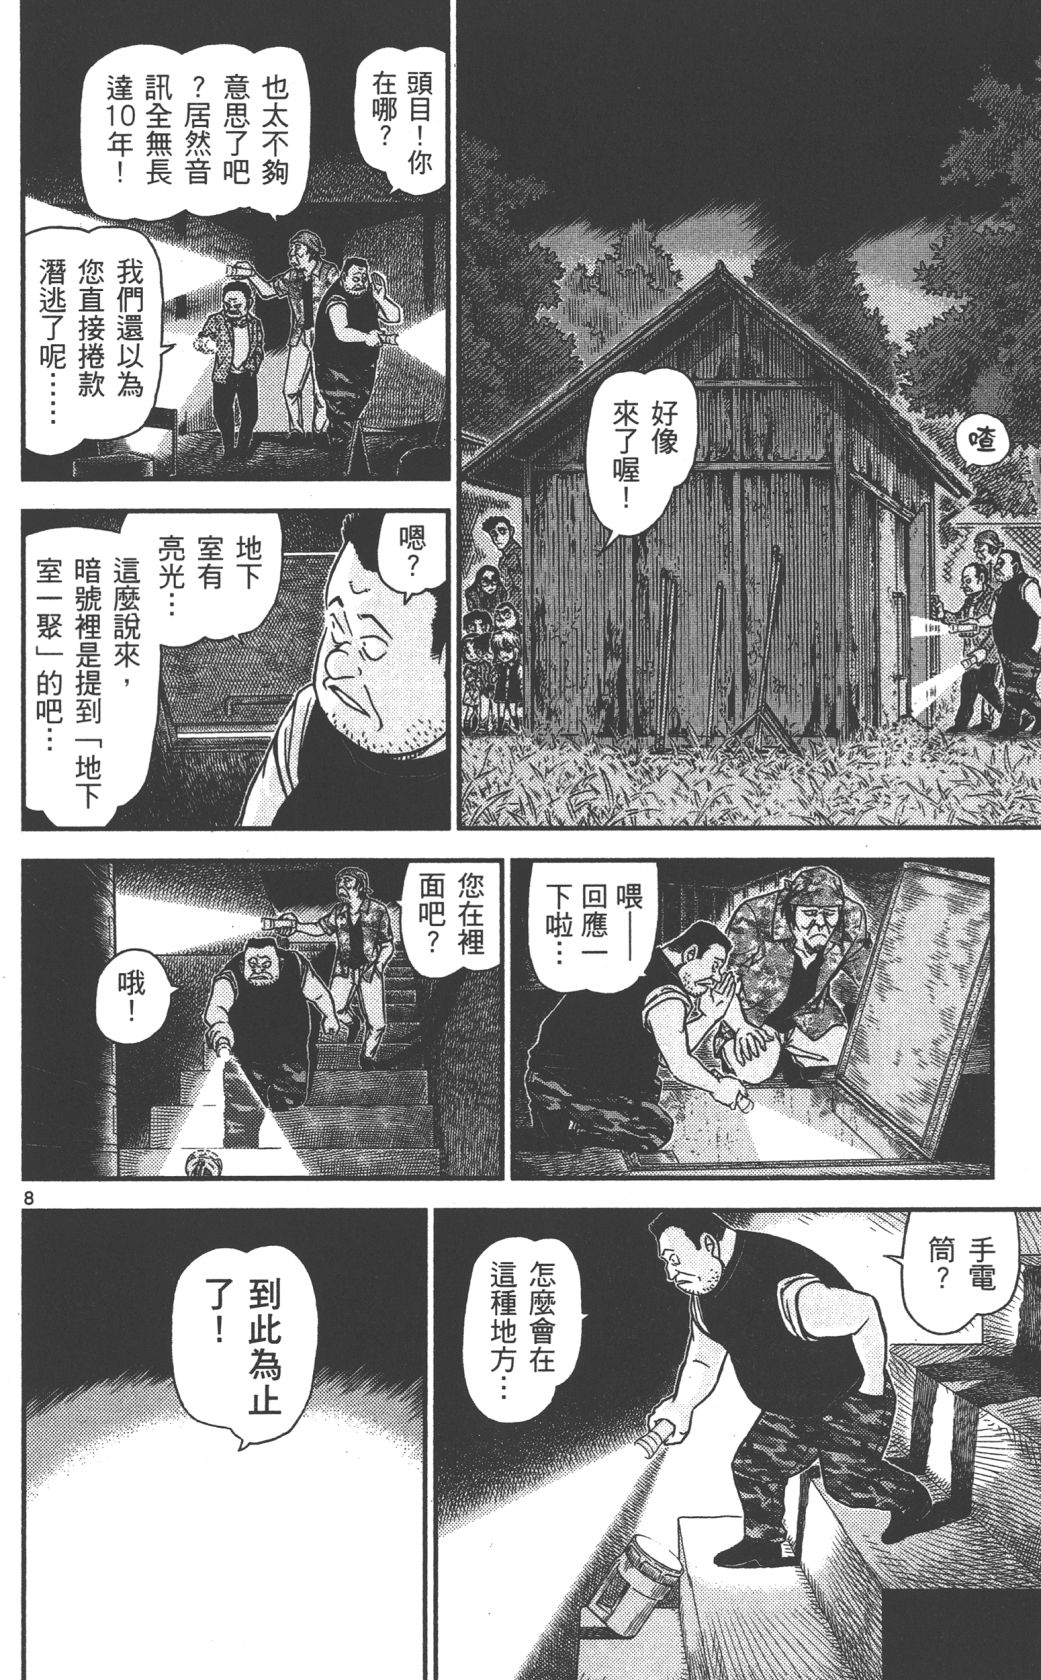 好像
來了喔！
喳
頭目！你
在哪？
也太不夠
意思了吧
？居然音
訊全無長
達10年！
我們還以為
您直接捲款
潛逃了呢……
嗯？
地下
室有
亮光…
這麼說來，
暗號裡是提到「地下
室一聚」的吧…
喂——
回應一
下啦…
您在裡
面吧？
哦！
手電
筒？
怎麼會在
這種地方…
到此為止
了！
8